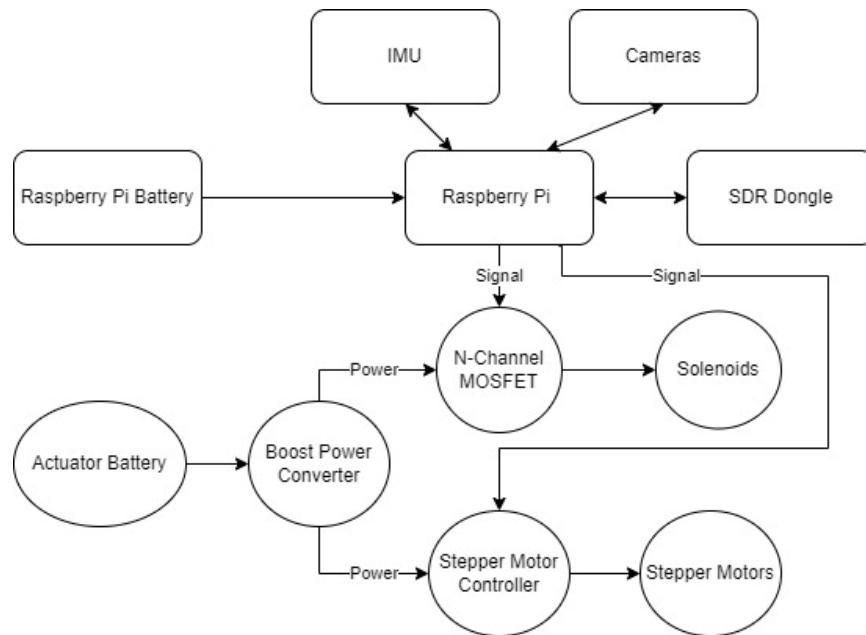 IMU
Cameras
Raspberry Pi Battery
Raspberry Pi
SDR Dongle
Signal
Signal
N-Channel
MOSFET
Solenoids
Power
Actuator Battery
Boost Power
Converter
Power
Stepper Motor
Controller
Stepper Motors